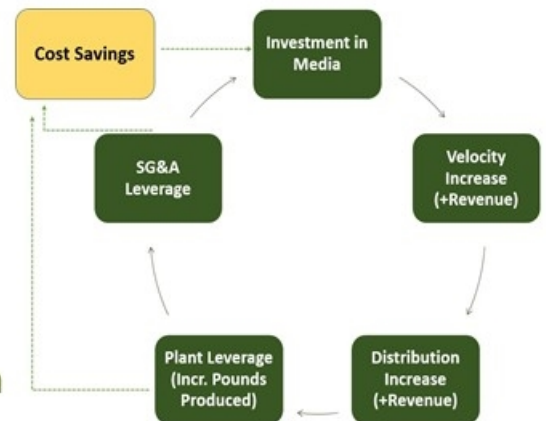 Cost Savings
Investment in
Media
SG&A
Leverage
Velocity
Increase
(+Revenue)
Plant Leverage
(Incr. Pounds
Produced)
Distribution
Increase
(+Revenue)